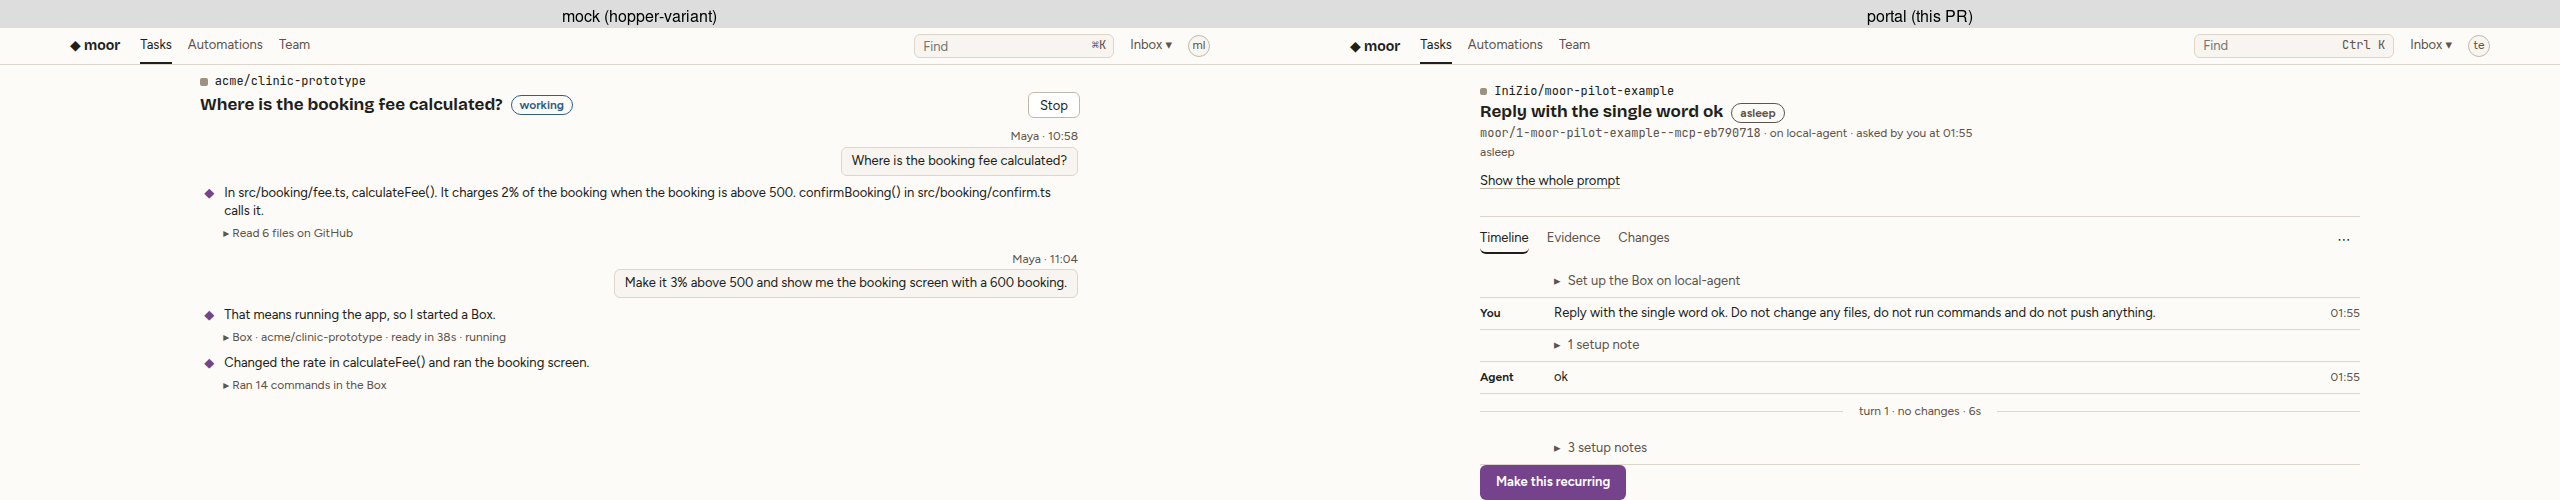 mock (hopper-variant)
◆ moor Tasks Automations Team Find ⌘K Inbox ▾ ml
acme/clinic-prototype
Where is the booking fee calculated? working Stop
Maya · 10:58
Where is the booking fee calculated?
◆ In src/booking/fee.ts, calculateFee(). It charges 2% of the booking when the booking is above 500. confirmBooking() in src/booking/confirm.ts
calls it.
▸ Read 6 files on GitHub
Maya · 11:04
Make it 3% above 500 and show me the booking screen with a 600 booking.
◆ That means running the app, so I started a Box.
▸ Box · acme/clinic-prototype · ready in 38s · running
◆ Changed the rate in calculateFee() and ran the booking screen.
▸ Ran 14 commands in the Box
portal (this PR)
◆ moor Tasks Automations Team Find Ctrl K Inbox ▾ te
IniZio/moor-pilot-example
Reply with the single word ok asleep
moor/1-moor-pilot-example--mcp-eb790718 · on local-agent · asked by you at 01:55
asleep
Show the whole prompt
Timeline Evidence Changes ···
▸ Set up the Box on local-agent
You Reply with the single word ok. Do not change any files, do not run commands and do not push anything. 01:55
▸ 1 setup note
Agent ok 01:55
turn 1 · no changes · 6s
▸ 3 setup notes
Make this recurring